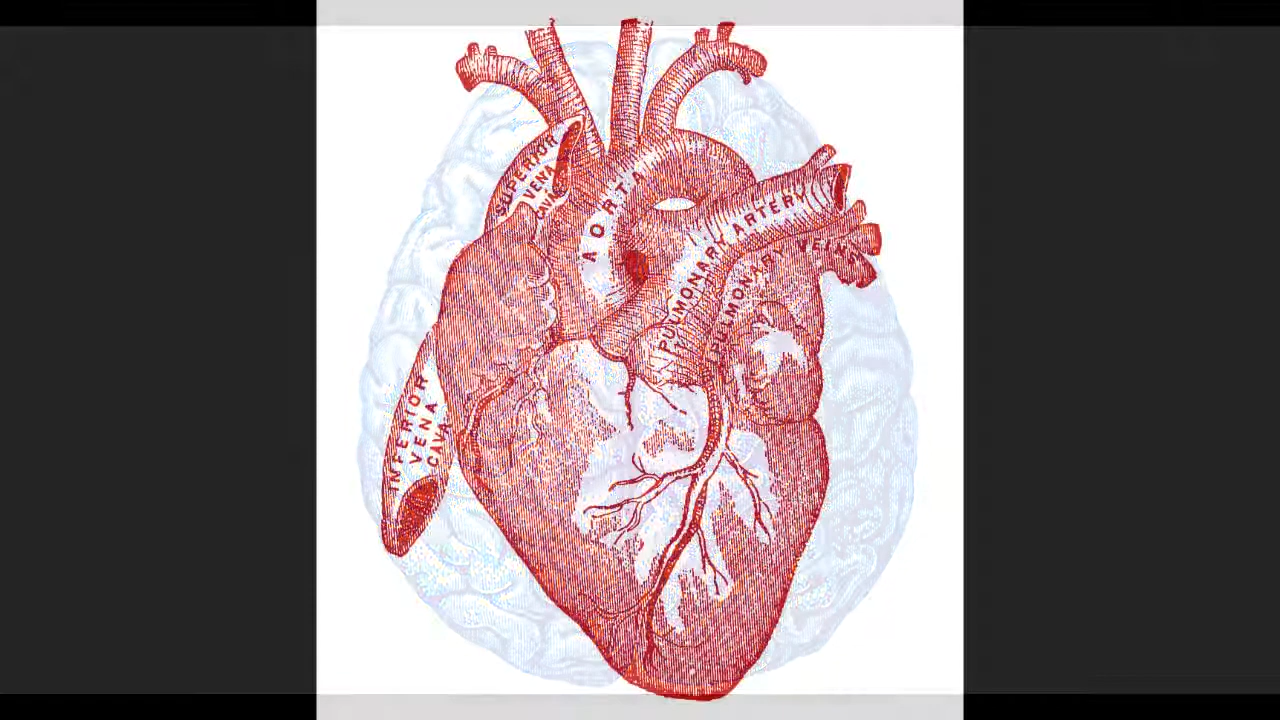 SUPERIOR
VENA
CAVA
AORTA
PULMONARY ARTERY
PULMONARY VEINS
INFERIOR
VENA
CAVA